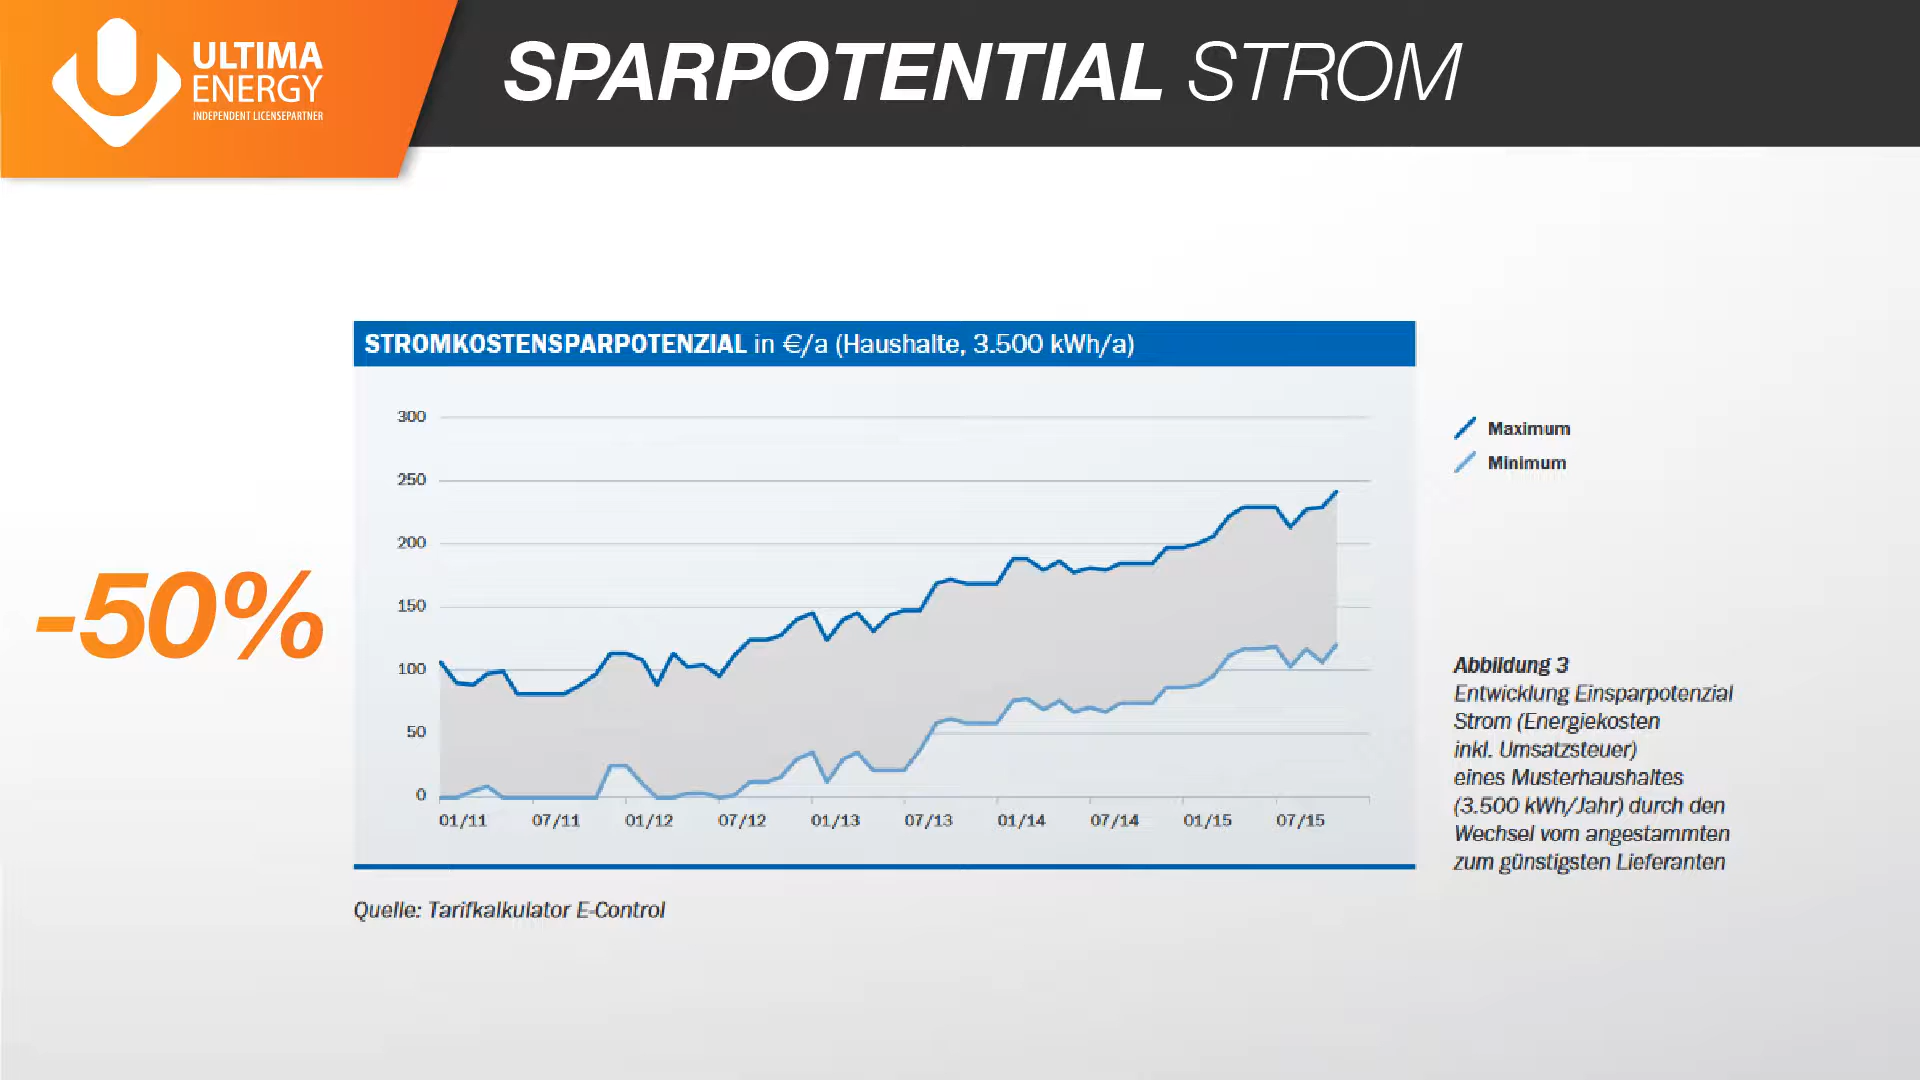 ULTIMA
ENERGY
INDEPENDENT LICENSEPARTNER
SPARPOTENTIAL STROM
-50%
STROMKOSTENSPARPOTENZIAL in €/a (Haushalte, 3.500 kWh/a)
300
250
200
150
100
50
0
01/11 07/11 01/12 07/12 01/13 07/13 01/14 07/14 01/15 07/15
Maximum
Minimum
Abbildung 3
Entwicklung Einsparpotenzial
Strom (Energiekosten
inkl. Umsatzsteuer)
eines Musterhaushaltes
(3.500 kWh/Jahr) durch den
Wechsel vom angestammten
zum günstigsten Lieferanten
Quelle: Tarifkalkulator E-Control